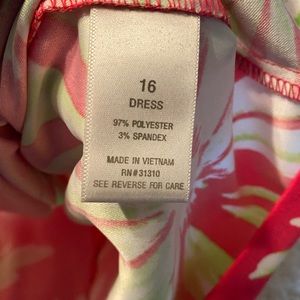 16
DRESS
97% POLYESTER
3% SPANDEX
MADE IN VIETNAM
RN#31310
SEE REVERSE FOR CARE